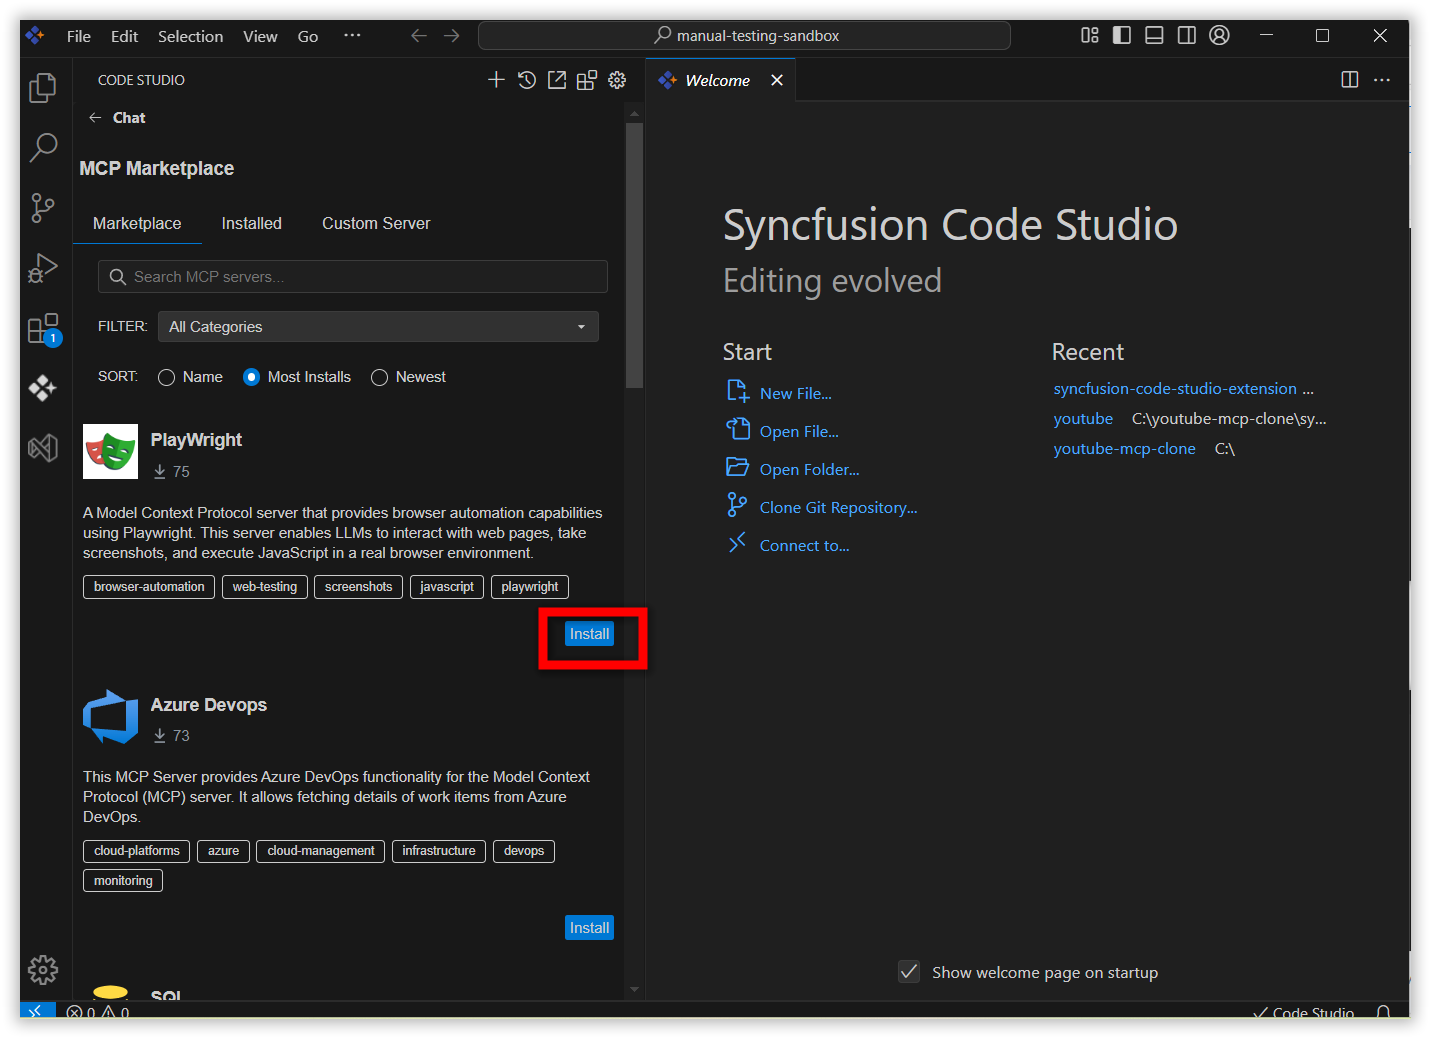 File Edit Selection View Go ··· manual-testing-sandbox
CODE STUDIO
Welcome
Chat
MCP Marketplace
Marketplace Installed Custom Server
Search MCP servers...
FILTER: All Categories
SORT: Name Most Installs Newest
PlayWright
75
A Model Context Protocol server that provides browser automation capabilities
using Playwright. This server enables LLMs to interact with web pages, take
screenshots, and execute JavaScript in a real browser environment.
browser-automation web-testing screenshots javascript playwright
Install
Azure Devops
73
This MCP Server provides Azure DevOps functionality for the Model Context
Protocol (MCP) server. It allows fetching details of work items from Azure
DevOps.
cloud-platforms azure cloud-management infrastructure devops
monitoring
Install
SQL
1
Syncfusion Code Studio
Editing evolved
Start
New File...
Open File...
Open Folder...
Clone Git Repository...
Connect to...
Recent
syncfusion-code-studio-extension ...
youtube C:\youtube-mcp-clone\sy...
youtube-mcp-clone C:\
Show welcome page on startup
0 0
Code Studio